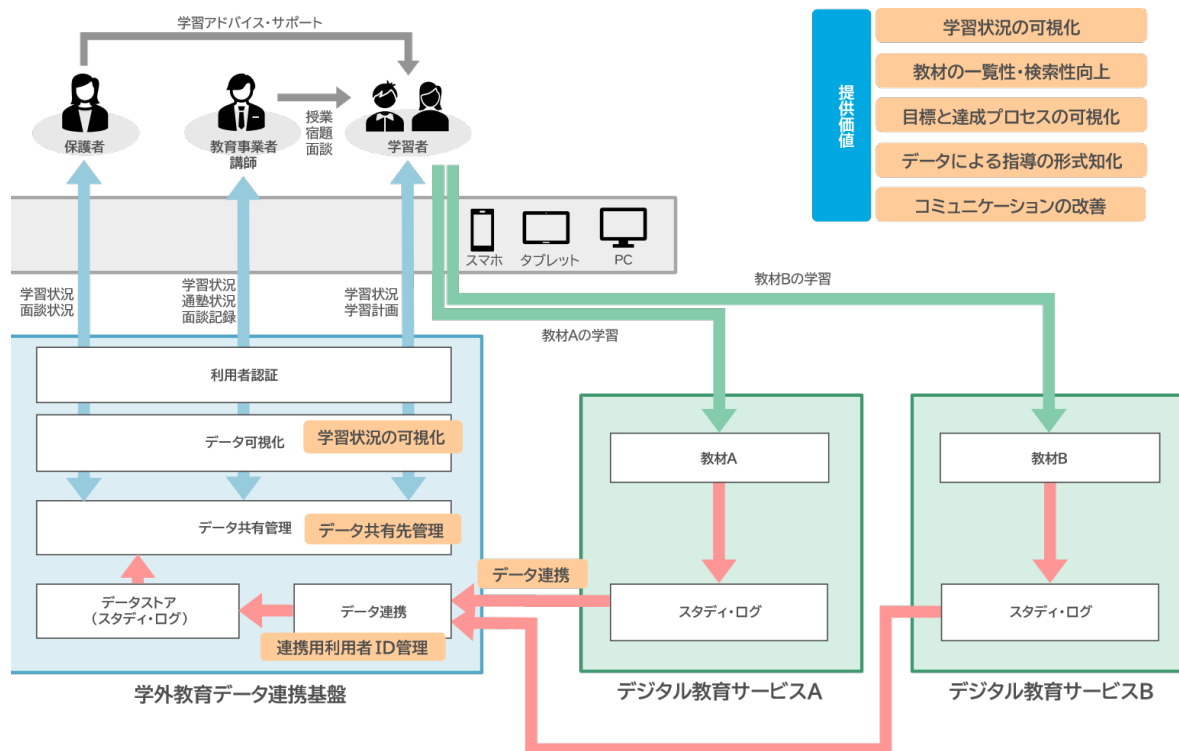 学習アドバイス・サポート
保護者
教育事業者
講師
授業
宿題
面談
学習者
提供価値
学習状況の可視化
教材の一覧性・検索性向上
目標と達成プロセスの可視化
データによる指導の形式知化
コミュニケーションの改善
スマホ
タブレット
PC
学習状況
面談状況
学習状況
通塾状況
面談記録
学習状況
学習計画
教材Aの学習
教材Bの学習
利用者認証
データ可視化
学習状況の可視化
データ共有管理
データ共有先管理
データストア
(スタディ・ログ)
データ連携
連携用利用者ID管理
データ連携
学外教育データ連携基盤
教材A
スタディ・ログ
デジタル教育サービスA
教材B
スタディ・ログ
デジタル教育サービスB